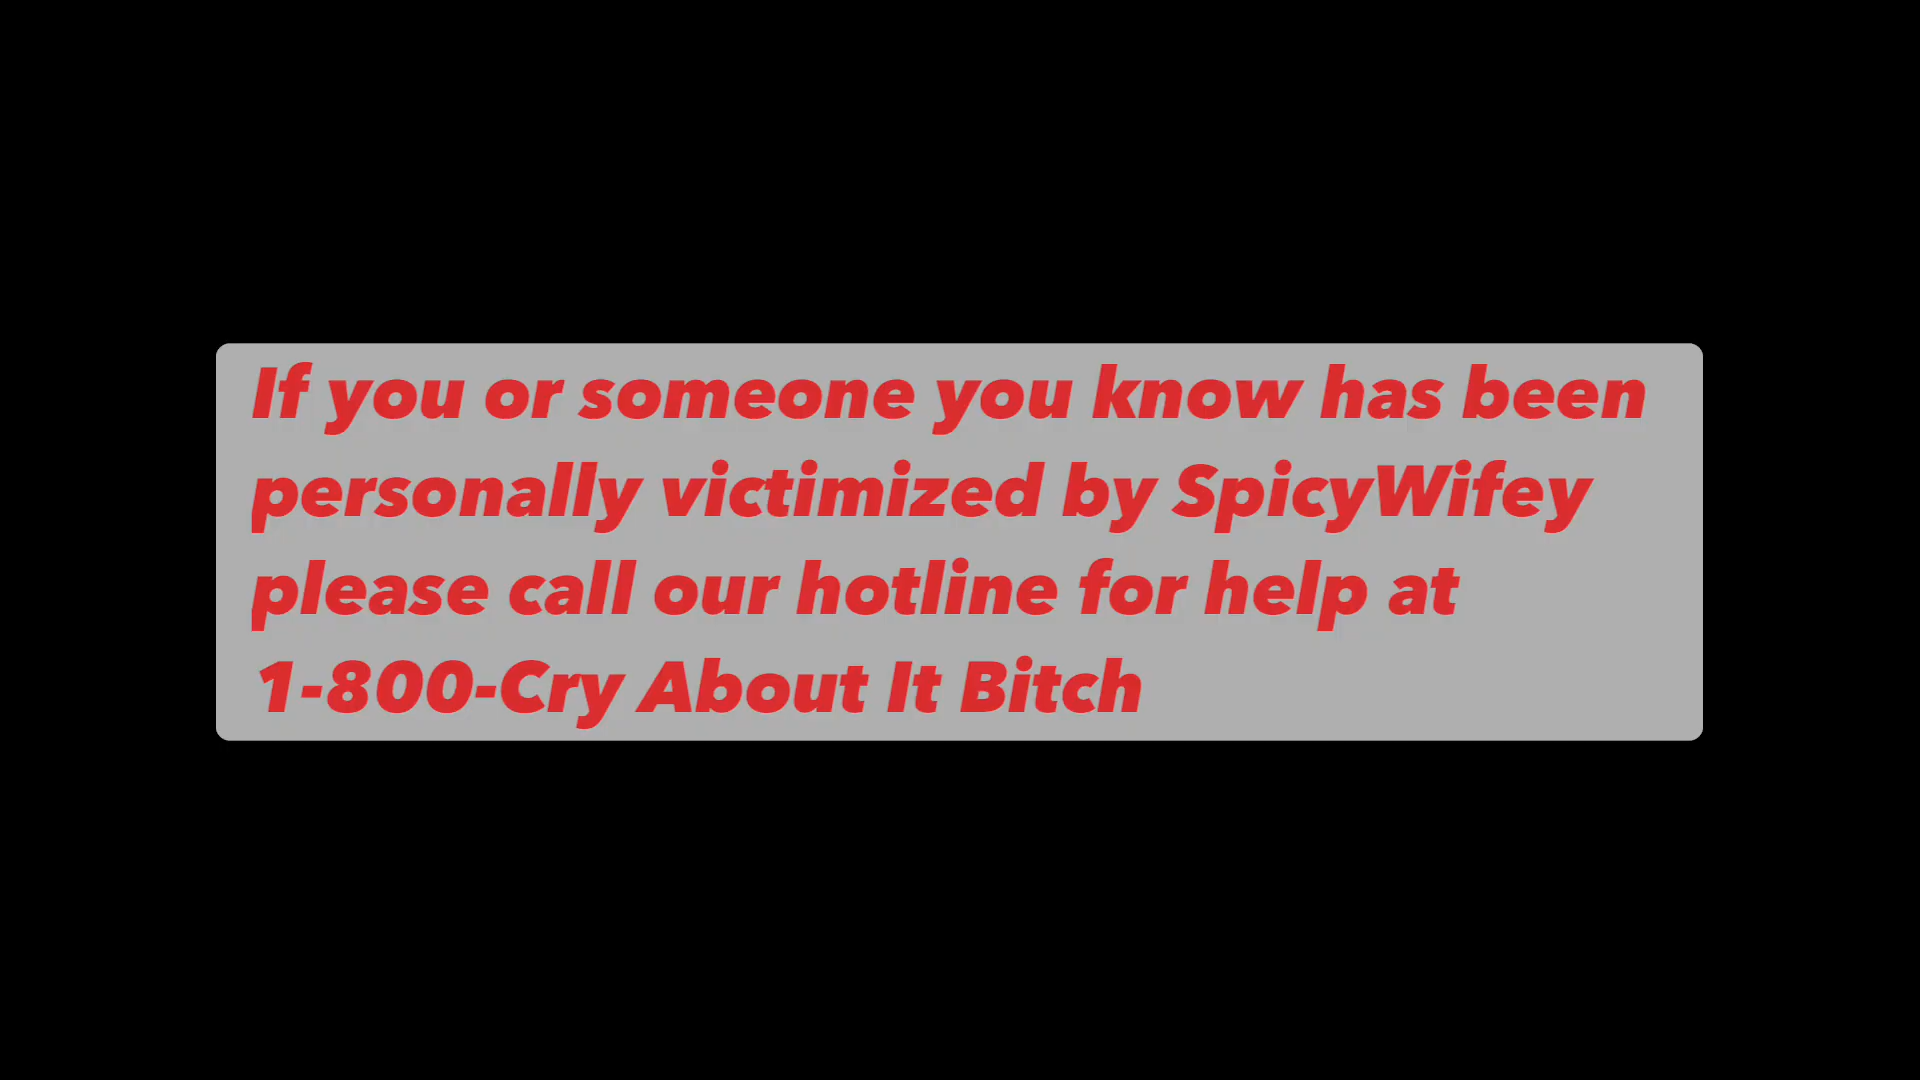 If you or someone you know has been
personally victimized by SpicyWifey
please call our hotline for help at
1-800-Cry About It Bitch